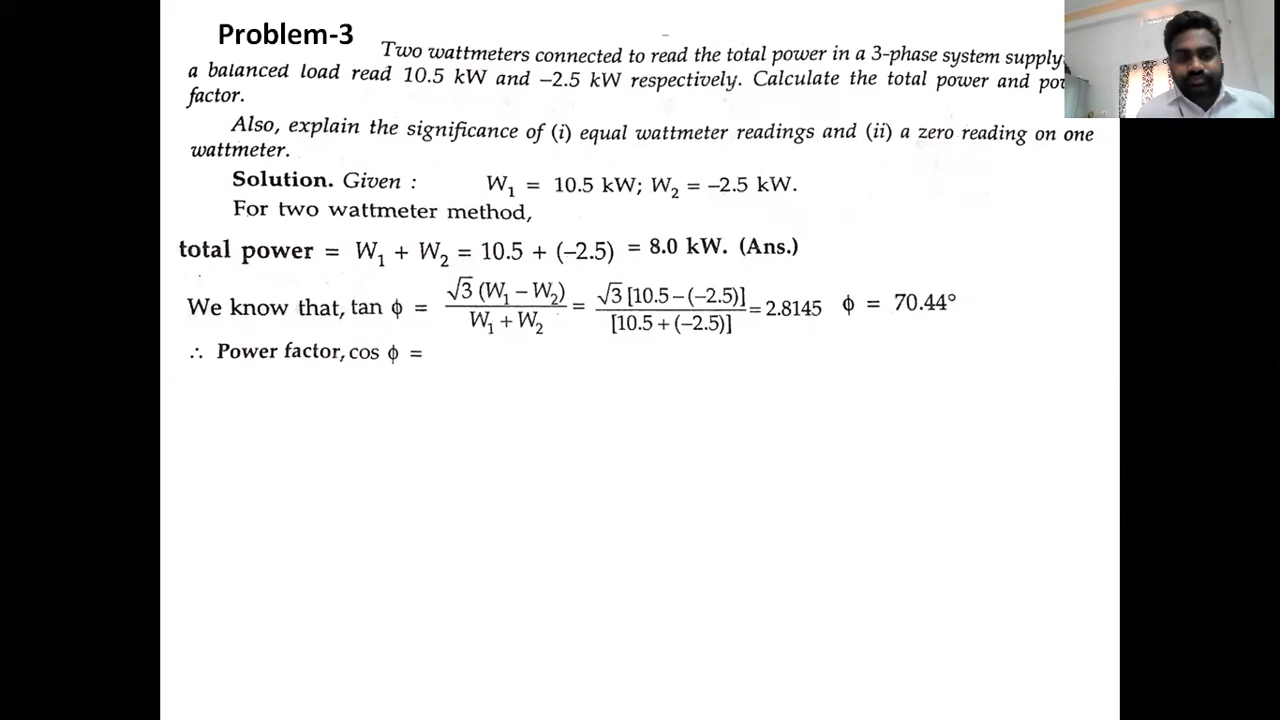 Problem-3
Two wattmeters connected to read the total power in a 3-phase system supply
a balanced load read 10.5 kW and –2.5 kW respectively. Calculate the total power and
factor.
Also, explain the significance of (i) equal wattmeter readings and (ii) a zero reading on one
wattmeter.
Solution. Given : W₁ = 10.5 kW; W₂ = –2.5 kW.
For two wattmeter method,
total power = W₁ + W₂ = 10.5 + (–2.5) = 8.0 kW. (Ans.)
We know that, tan ϕ = √3 (W₁ – W₂) / W₁ + W₂ = √3 [10.5 – (–2.5)] / [10.5 + (–2.5)] = 2.8145 ϕ = 70.44°
∴ Power factor, cos ϕ =